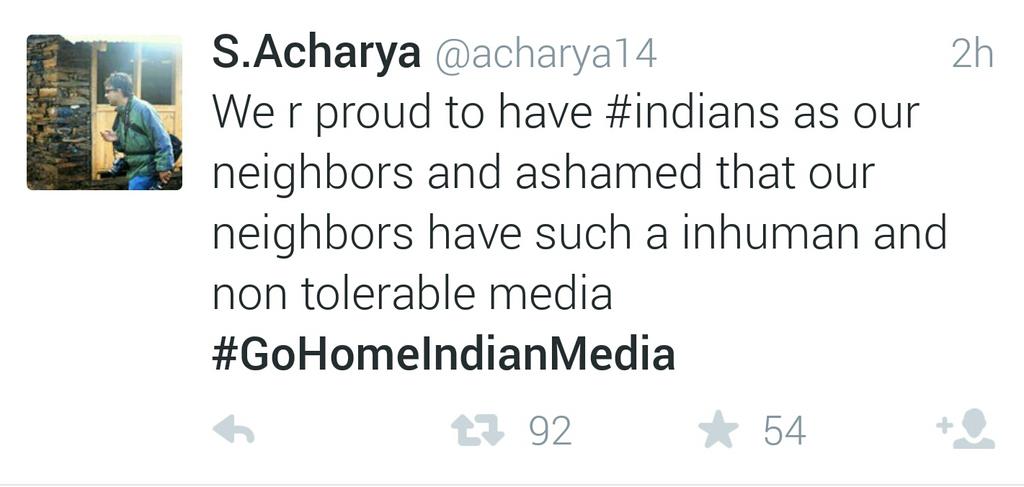 S.Acharya @acharya14 2h
We r proud to have #indians as our
neighbors and ashamed that our
neighbors have such a inhuman and
non tolerable media
#GoHomeIndianMedia
92 54